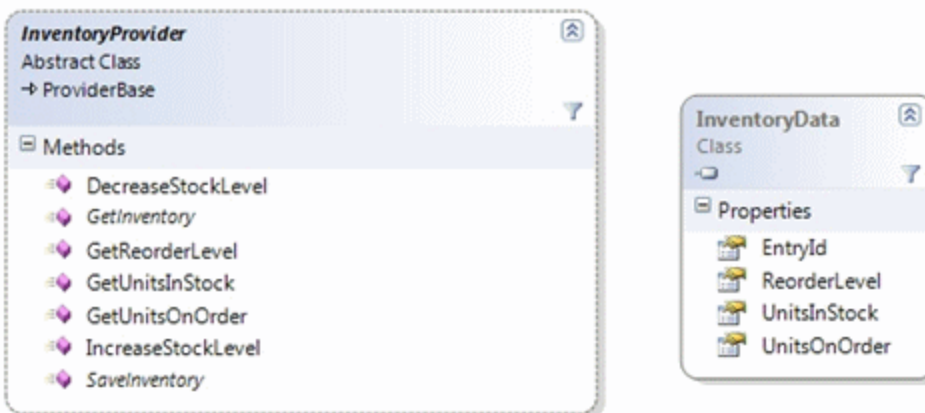 InventoryProvider
Abstract Class
ProviderBase
Methods
DecreaseStockLevel
GetInventory
GetReorderLevel
GetUnitsInStock
GetUnitsOnOrder
IncreaseStockLevel
SaveInventory
InventoryData
Class
Properties
EntryId
ReorderLevel
UnitsInStock
UnitsOnOrder